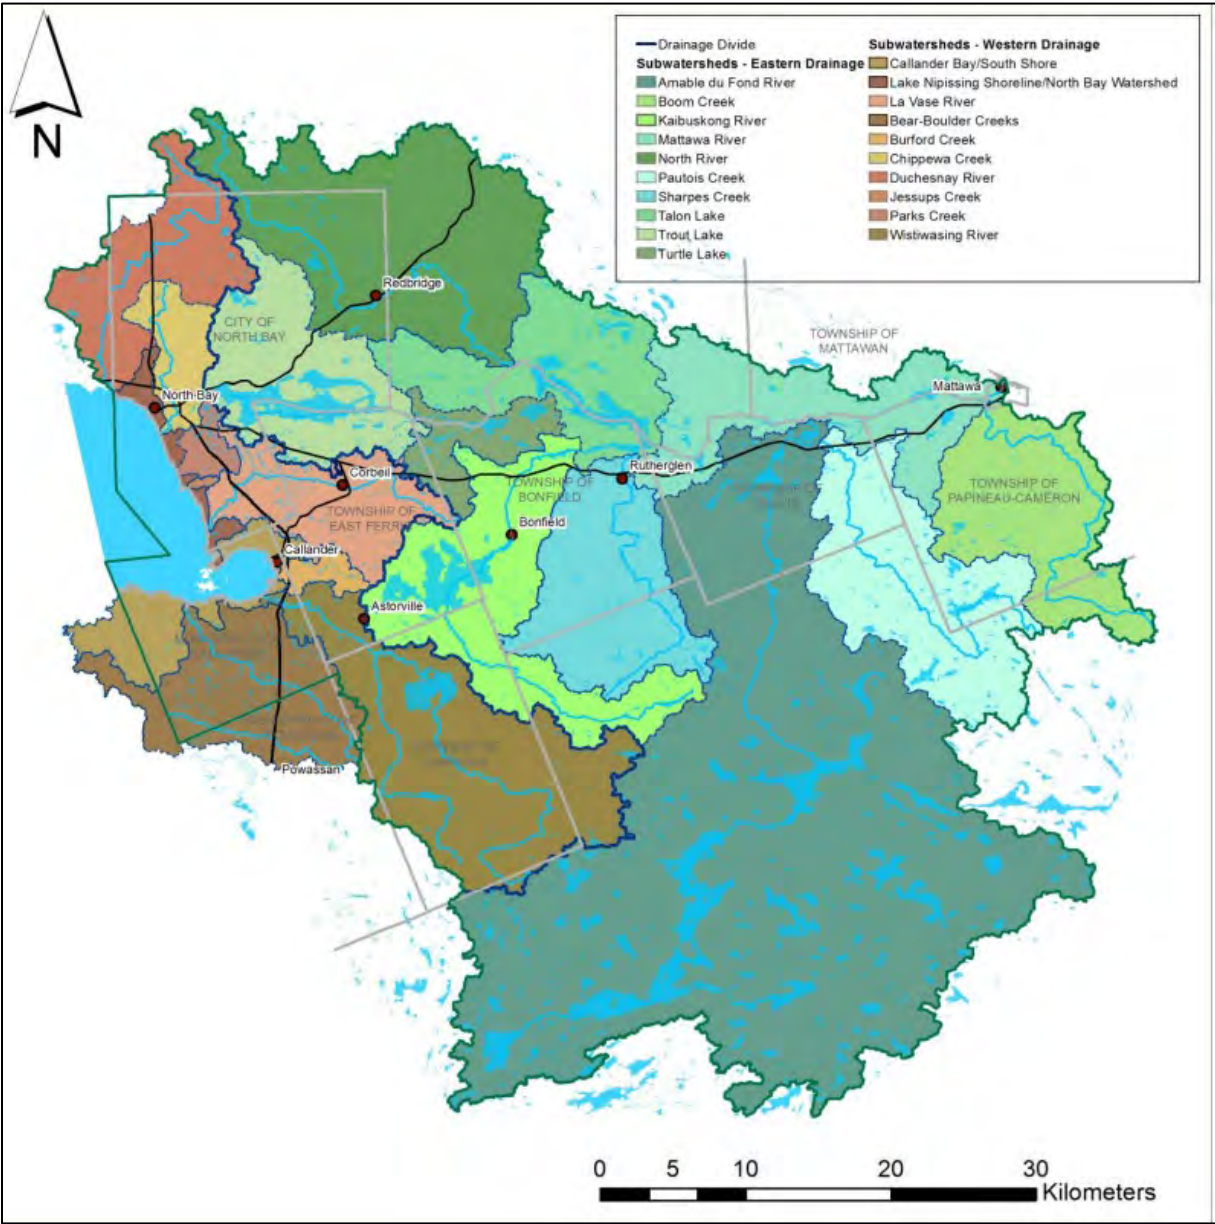 N
Drainage Divide
Subwatersheds - Eastern Drainage
Amable du Fond River
Boom Creek
Kaibuskong River
Mattawa River
North River
Pautois Creek
Sharpes Creek
Talon Lake
Trout Lake
Turtle Lake
Subwatersheds - Western Drainage
Callander Bay/South Shore
Lake Nipissing Shoreline/North Bay Watershed
La Vase River
Bear-Boulder Creeks
Burford Creek
Chippewa Creek
Duchesnay River
Jessups Creek
Parks Creek
Wistiwasing River
Redbridge
CITY OF
NORTH BAY
TOWNSHIP OF
MATTAWAN
Mattawa
North Bay
Corbeil
Rutherglen
TOWNSHIP OF
BONFIELD
TOWNSHIP OF
PAPINEAU-CAMERON
TOWNSHIP OF
EAST FERRI
Bonfield
Callander
Astorville
Powassan
0 5 10 20 30
Kilometers